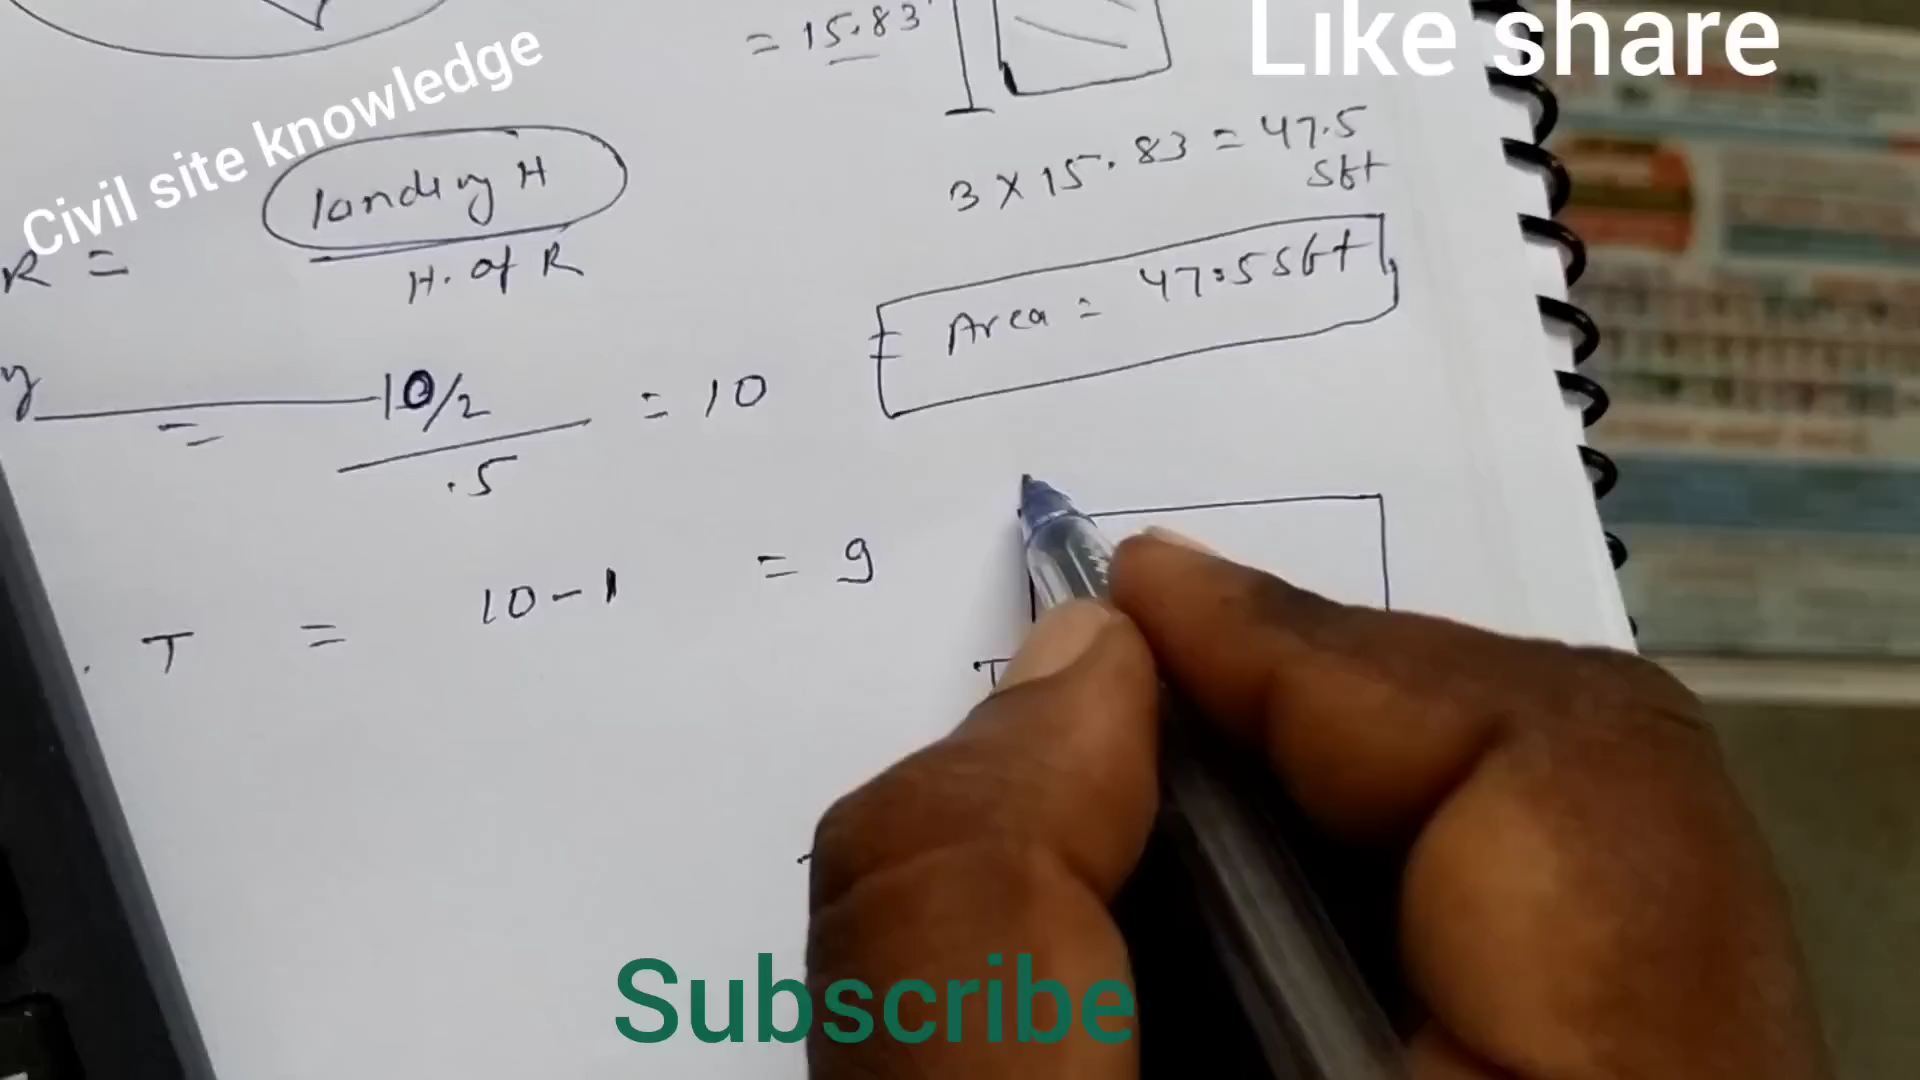 = 15.83'
Like share
Civil site knowledge
3 × 15.83 = 47.5
sft
R = landing H
H. of R
Area = 47.5 sft
y = 10/2 = 10
.5
T = 10 - 1 = 9
T
Subscribe